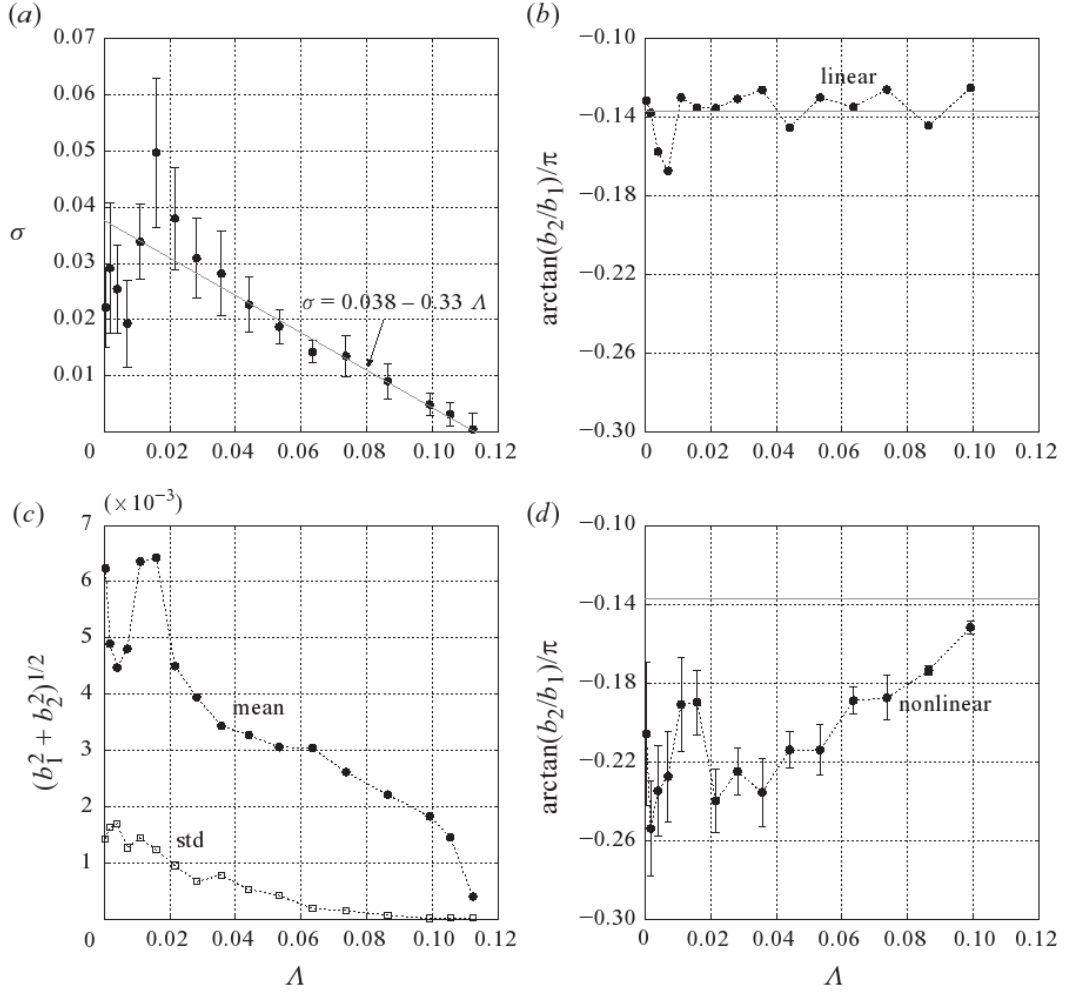 (a)
0.07
0.06
0.05
0.04
σ
0.03
0.02
0.01
σ = 0.038 – 0.33 Λ
0 0.02 0.04 0.06 0.08 0.10 0.12
(b)
−0.10
−0.14
−0.18
−0.22
−0.26
−0.30
arctan(b₂/b₁)/π
linear
0 0.02 0.04 0.06 0.08 0.10 0.12
(c)
(×10⁻³)
7
6
5
4
3
2
1
(b₁² + b₂²)^1/2
mean
std
0 0.02 0.04 0.06 0.08 0.10 0.12
Λ
(d)
−0.10
−0.14
−0.18
−0.22
−0.26
−0.30
arctan(b₂/b₁)/π
nonlinear
0 0.02 0.04 0.06 0.08 0.10 0.12
Λ